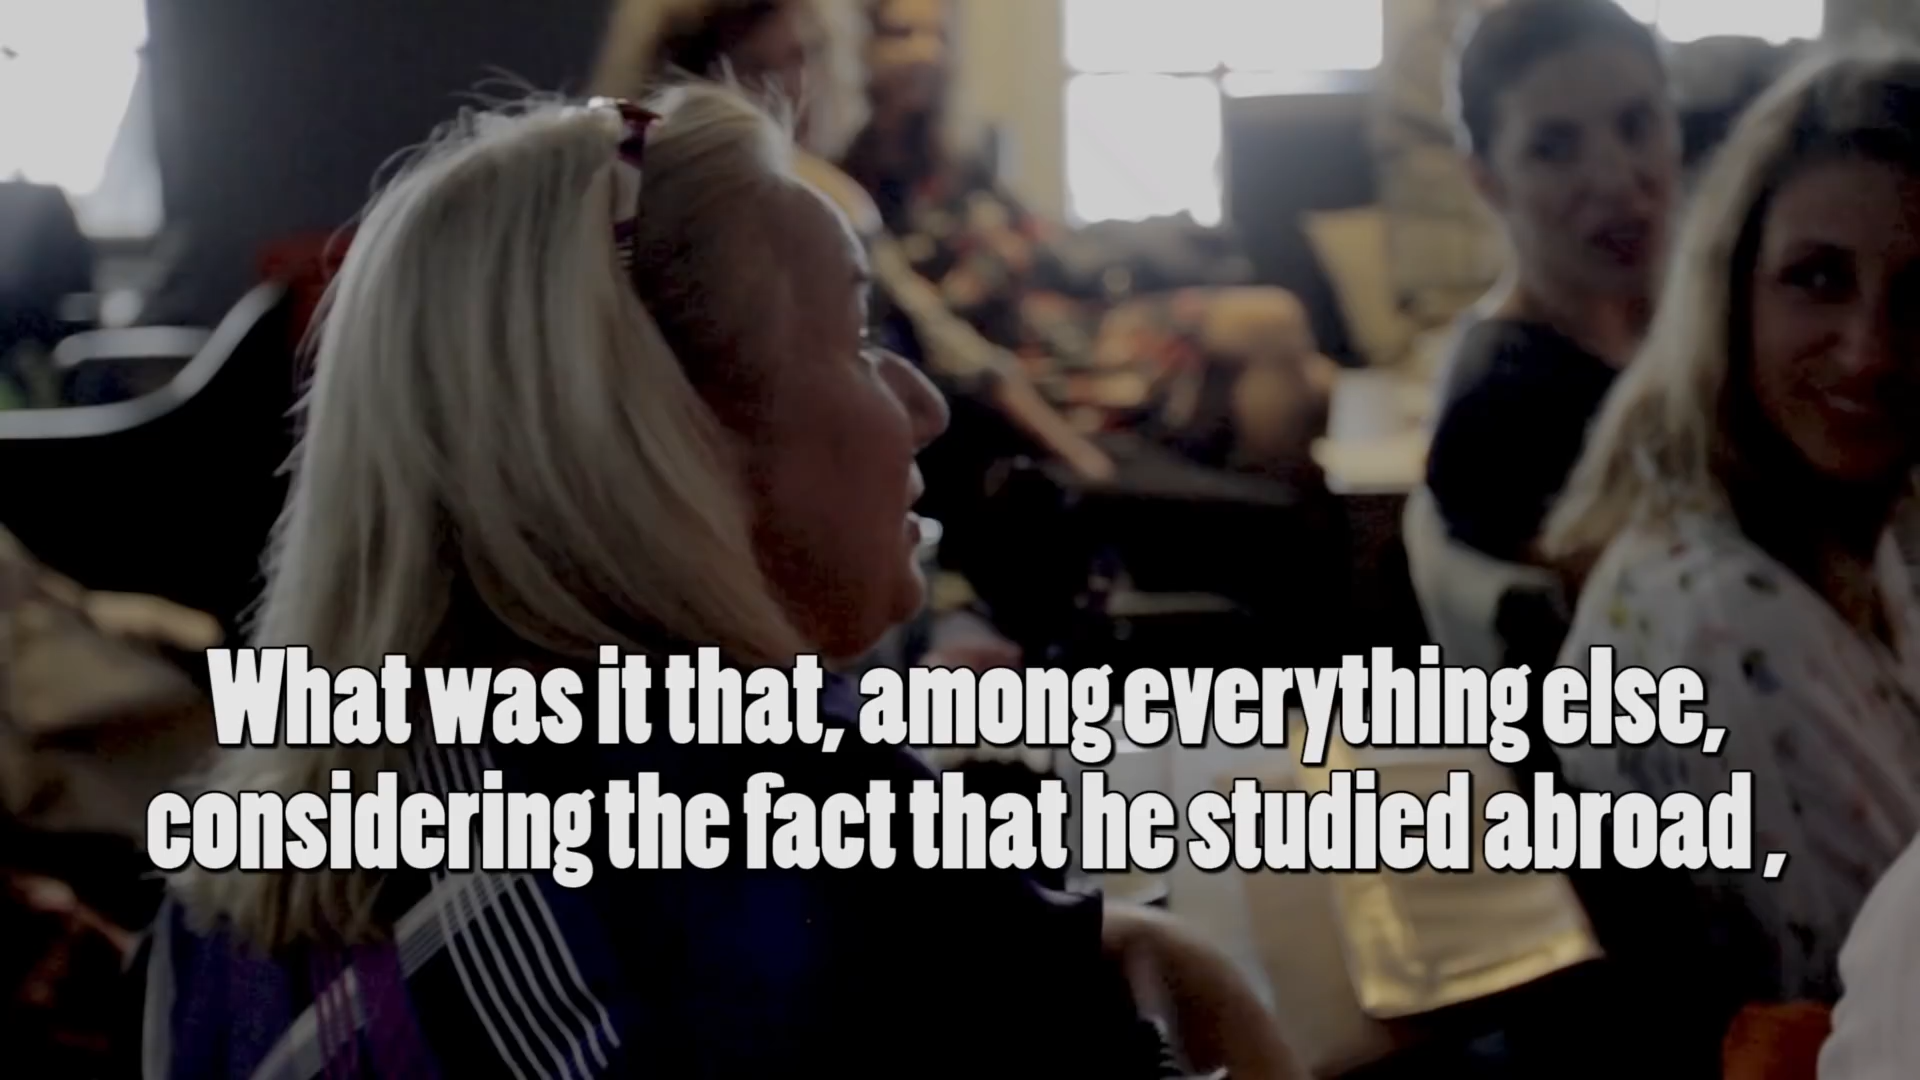 What was it that, among everything else,
considering the fact that he studied abroad ,